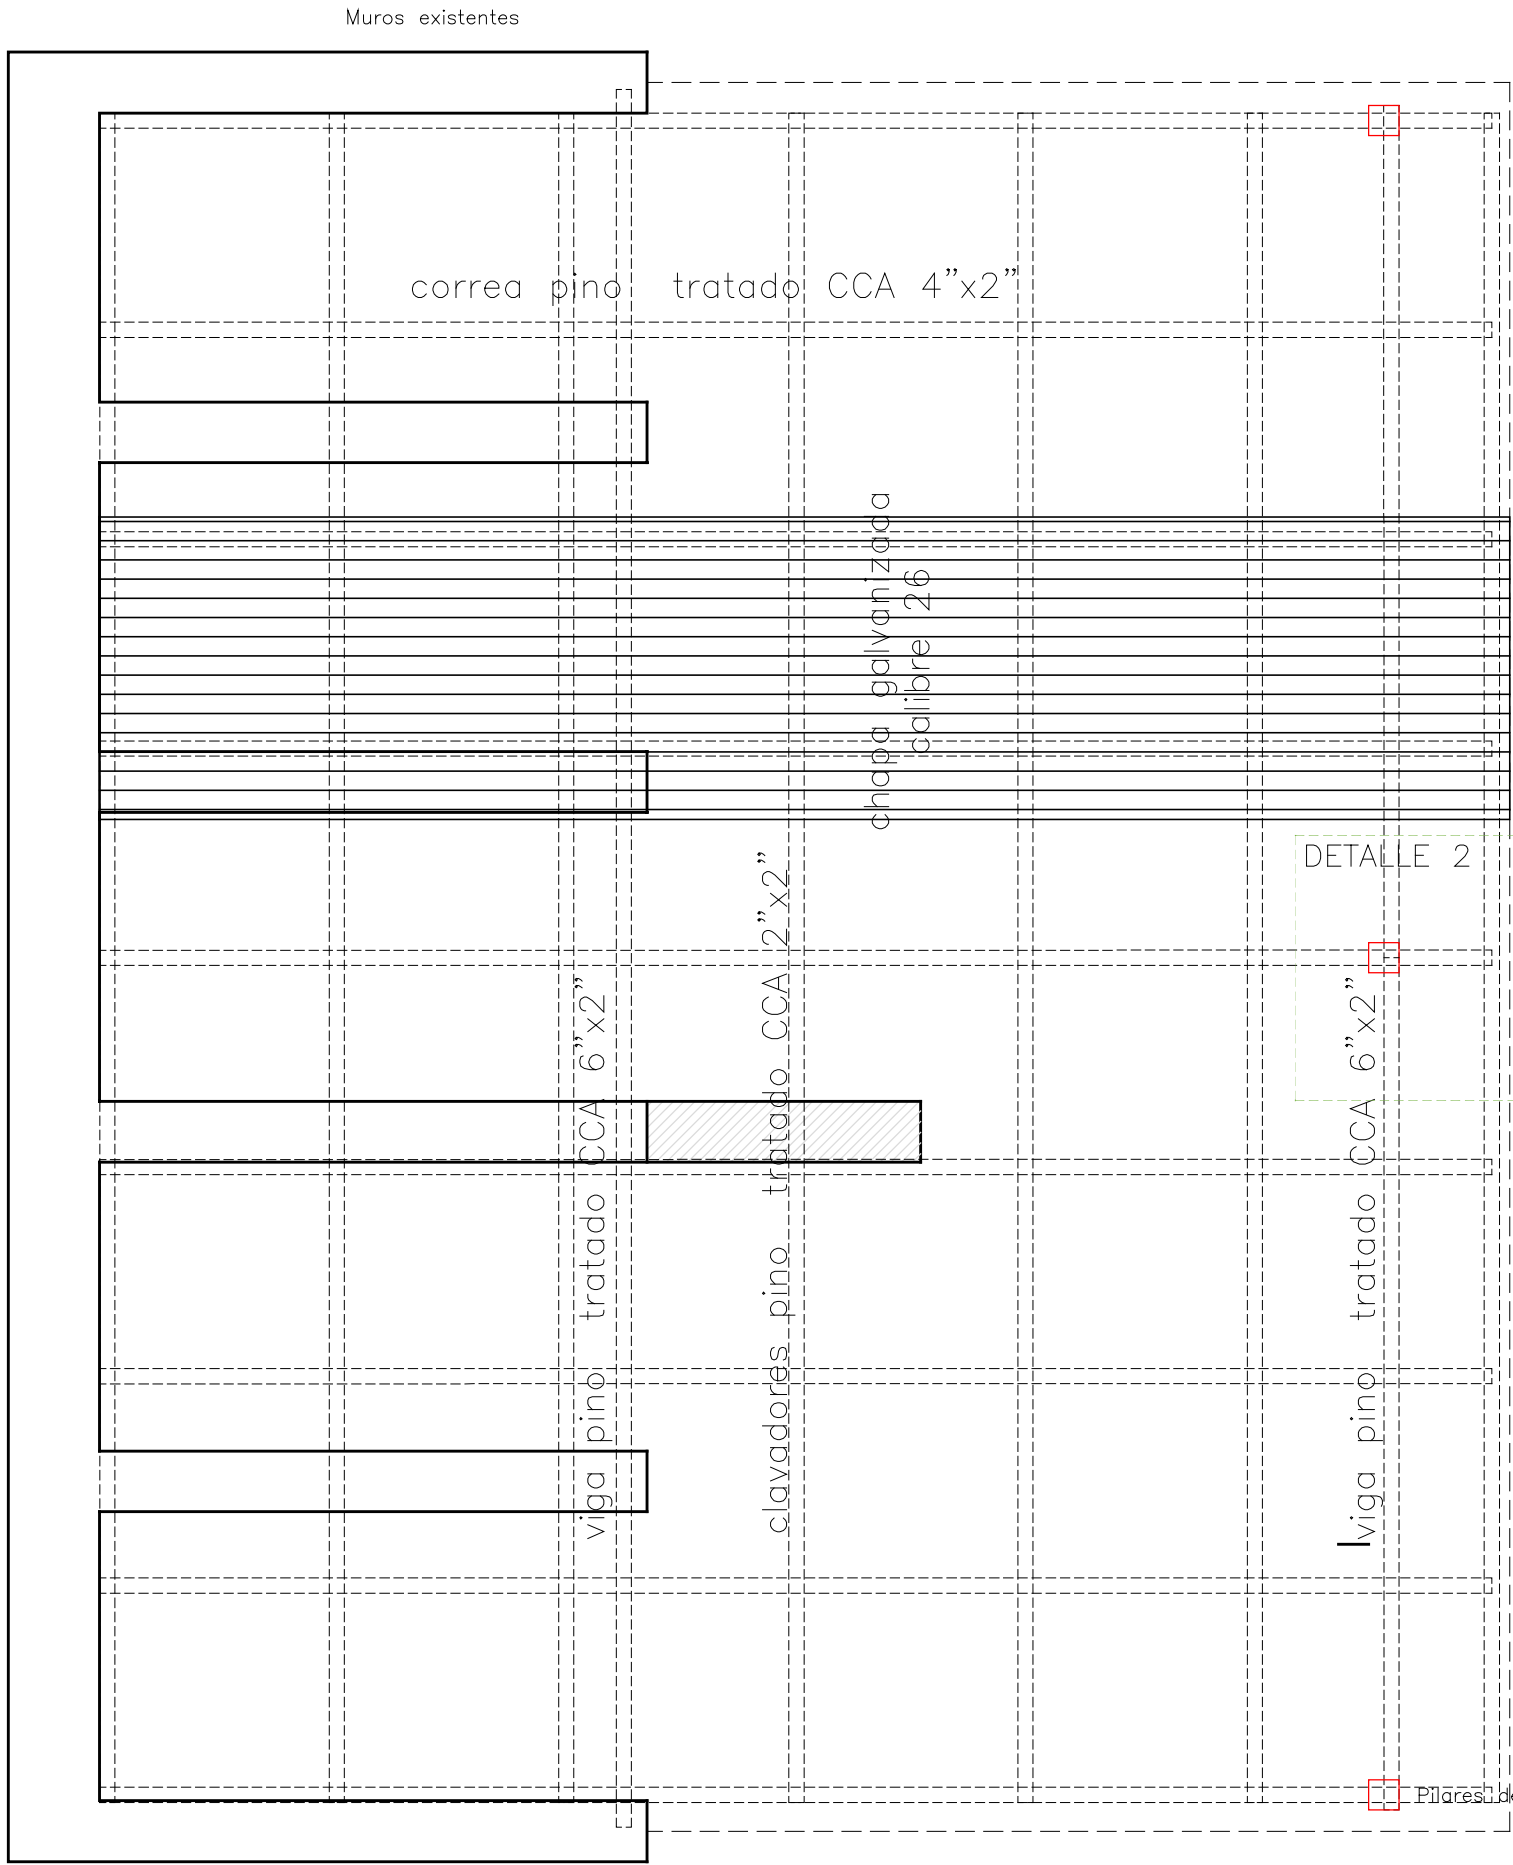 Muros existentes
correa pino tratado CCA 4”x2”
chapa galvanizada
calibre 26
DETALLE 2
viga pino tratado CCA 6”x2”
clavadores pino tratado CCA 2”x2”
viga pino tratado CCA 6”x2”
Pilares de